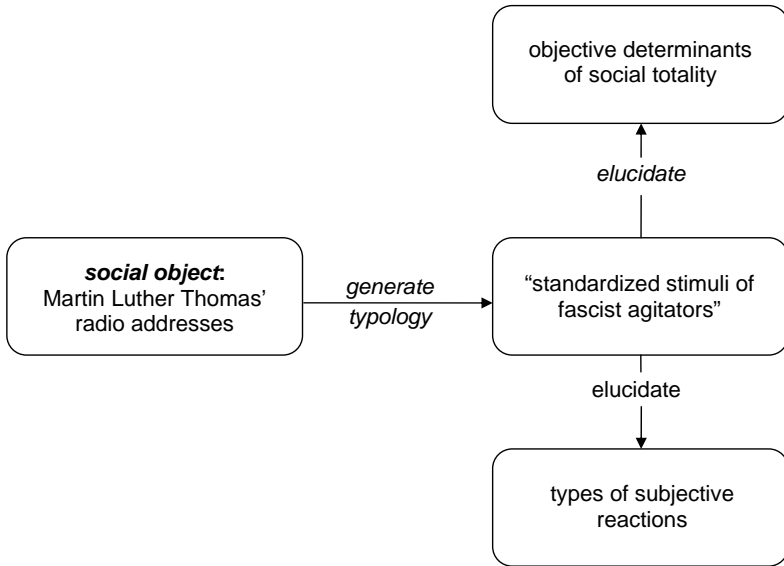 objective determinants
of social totality
elucidate
social object:
Martin Luther Thomas’
radio addresses
generate
typology
“standardized stimuli of
fascist agitators”
elucidate
types of subjective
reactions